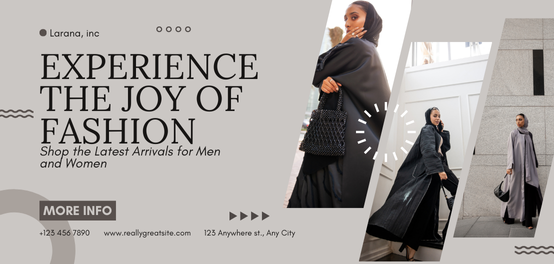 Larana, inc
EXPERIENCE
THE JOY OF
FASHION
Shop the Latest Arrivals for Men
and Women
MORE INFO
+123 456 7890 www.reallygreatsite.com 123 Anywhere st., Any City